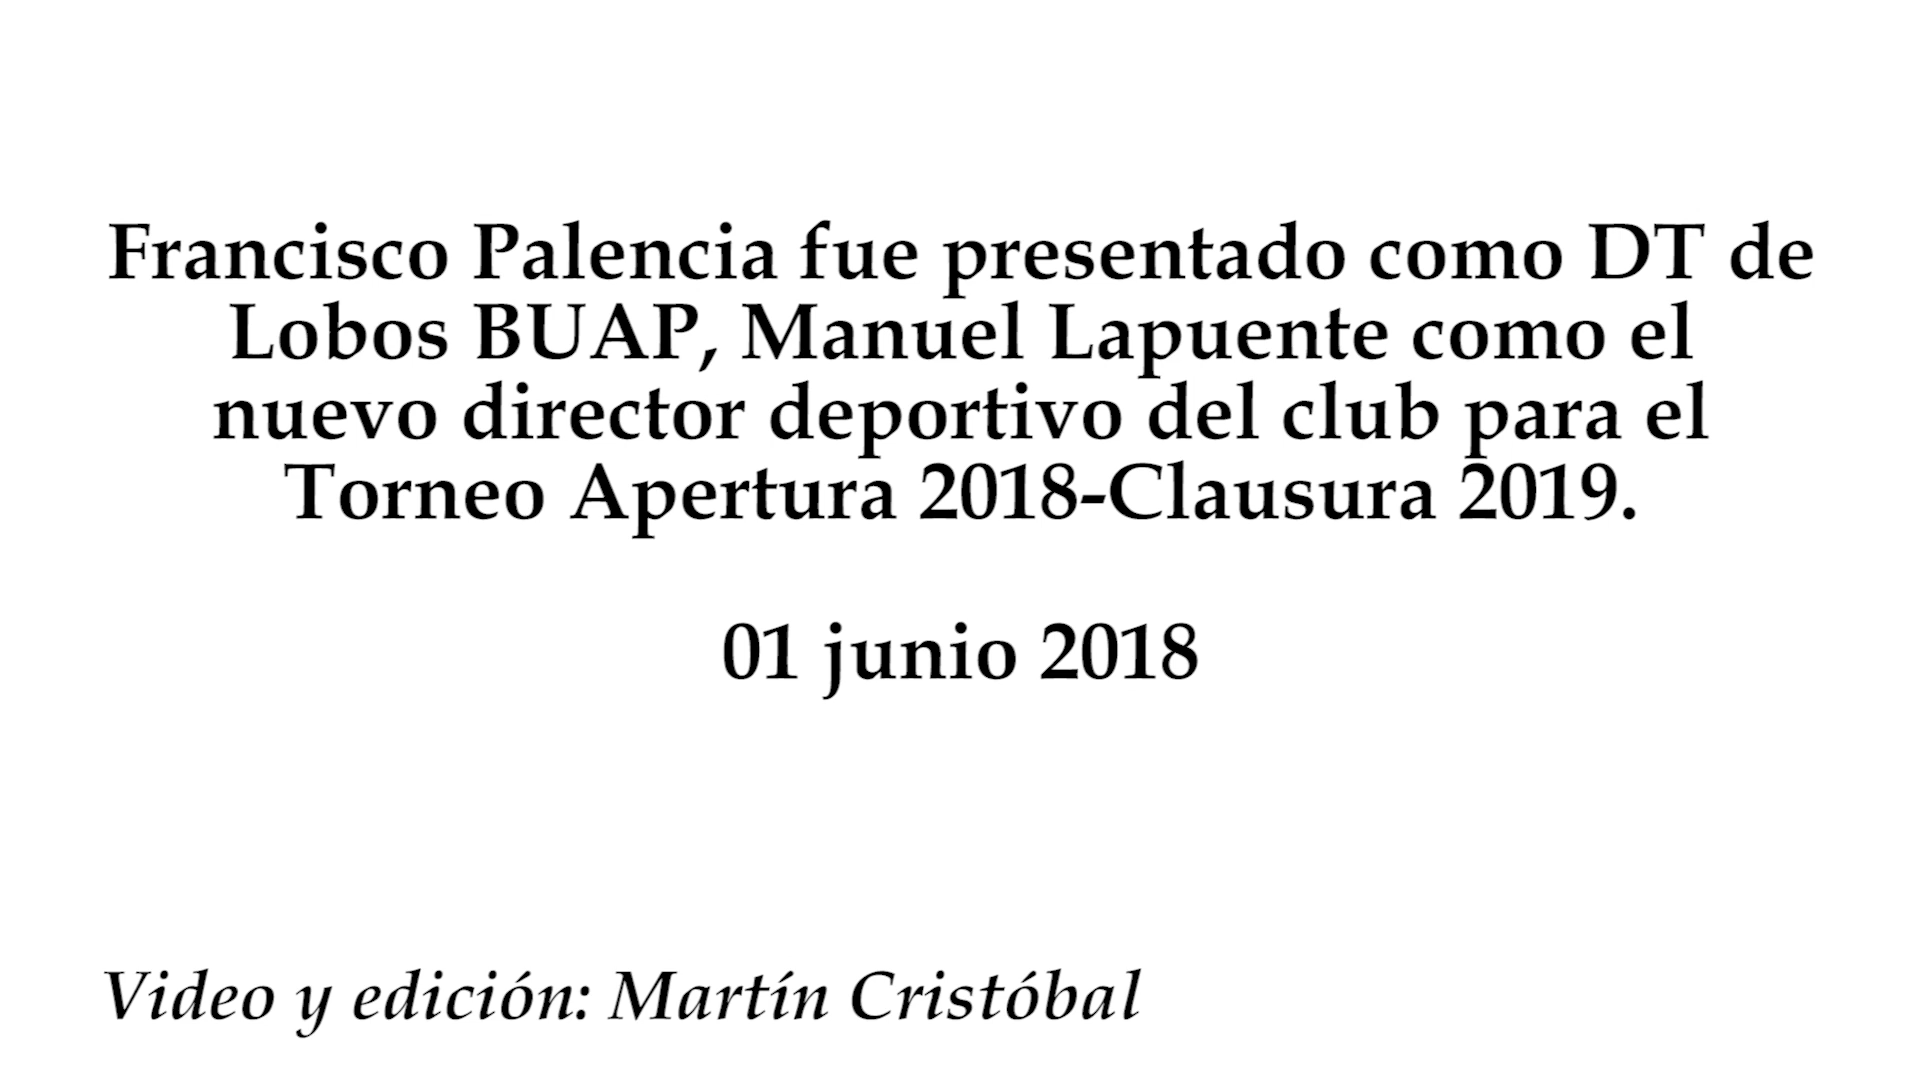 Francisco Palencia fue presentado como DT de
Lobos BUAP, Manuel Lapuente como el
nuevo director deportivo del club para el
Torneo Apertura 2018-Clausura 2019.
01 junio 2018
Video y edición: Martín Cristóbal